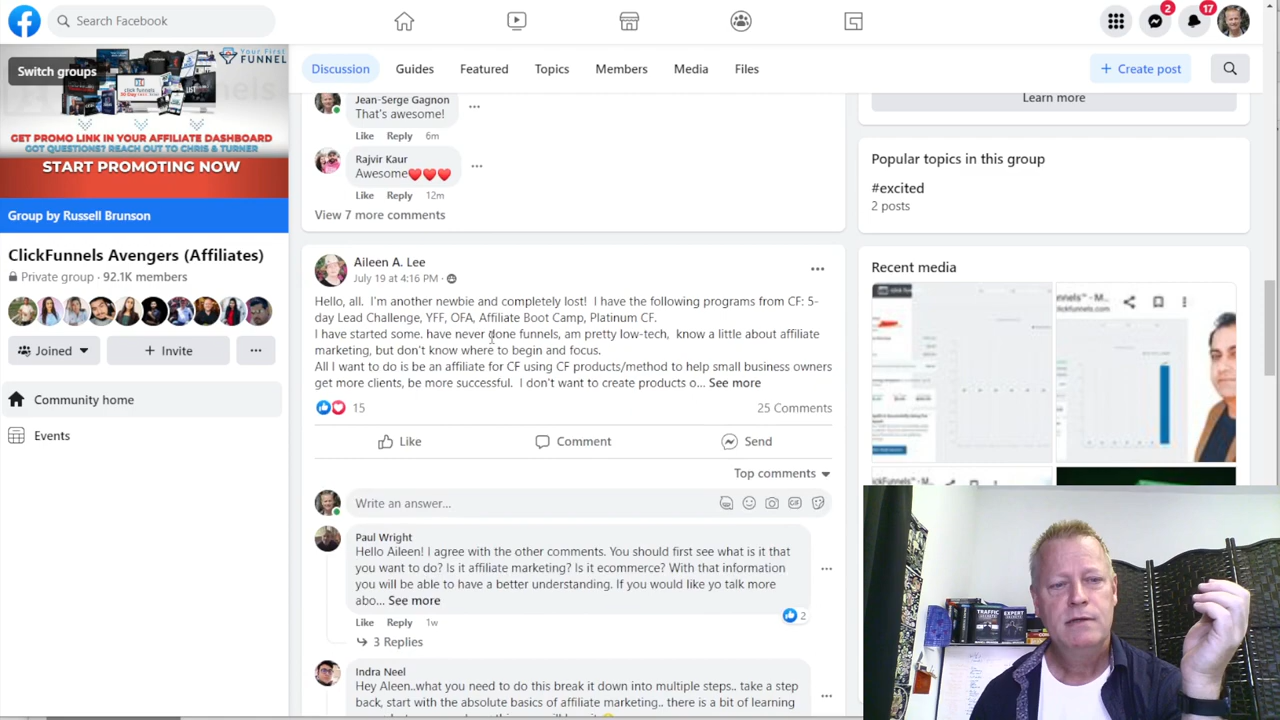 Search Facebook
2
17
Switch groups
Your First
FUNNEL
GET PROMO LINK IN YOUR AFFILIATE DASHBOARD
GOT QUESTIONS? REACH OUT TO CHRIS & TURNER
START PROMOTING NOW
Group by Russell Brunson
ClickFunnels Avengers (Affiliates)
Private group · 92.1K members
Joined
+ Invite
Community home
Events
Discussion
Guides
Featured
Topics
Members
Media
Files
+ Create post
Jean-Serge Gagnon
That's awesome!
Like Reply 6m
Rajvir Kaur
Awesome❤❤❤
Like Reply 12m
View 7 more comments
Aileen A. Lee
July 19 at 4:16 PM ·
Hello, all. I'm another newbie and completely lost! I have the following programs from CF: 5-
day Lead Challenge, YFF, OFA, Affiliate Boot Camp, Platinum CF.
I have started some. have never done funnels, am pretty low-tech, know a little about affiliate
marketing, but don't know where to begin and focus.
All I want to do is be an affiliate for CF using CF products/method to help small business owners
get more clients, be more successful. I don't want to create products o... See more
15
25 Comments
Like
Comment
Send
Top comments
Write an answer...
Paul Wright
Hello Aileen! I agree with the other comments. You should first see what is it that
you want to do? Is it affiliate marketing? Is it ecommerce? With that information
you will be able to have a better understanding. If you would like yo talk more
abo... See more
2
Like Reply 1w
3 Replies
Indra Neel
Hey Aleen..what you need to do this break it down into multiple steps.. take a step
back, start with the absolute basics of affiliate marketing.. there is a bit of learning
Learn more
Popular topics in this group
#excited
2 posts
Recent media
TRAFFIC
SECRETS
EXPERT
SECRETS